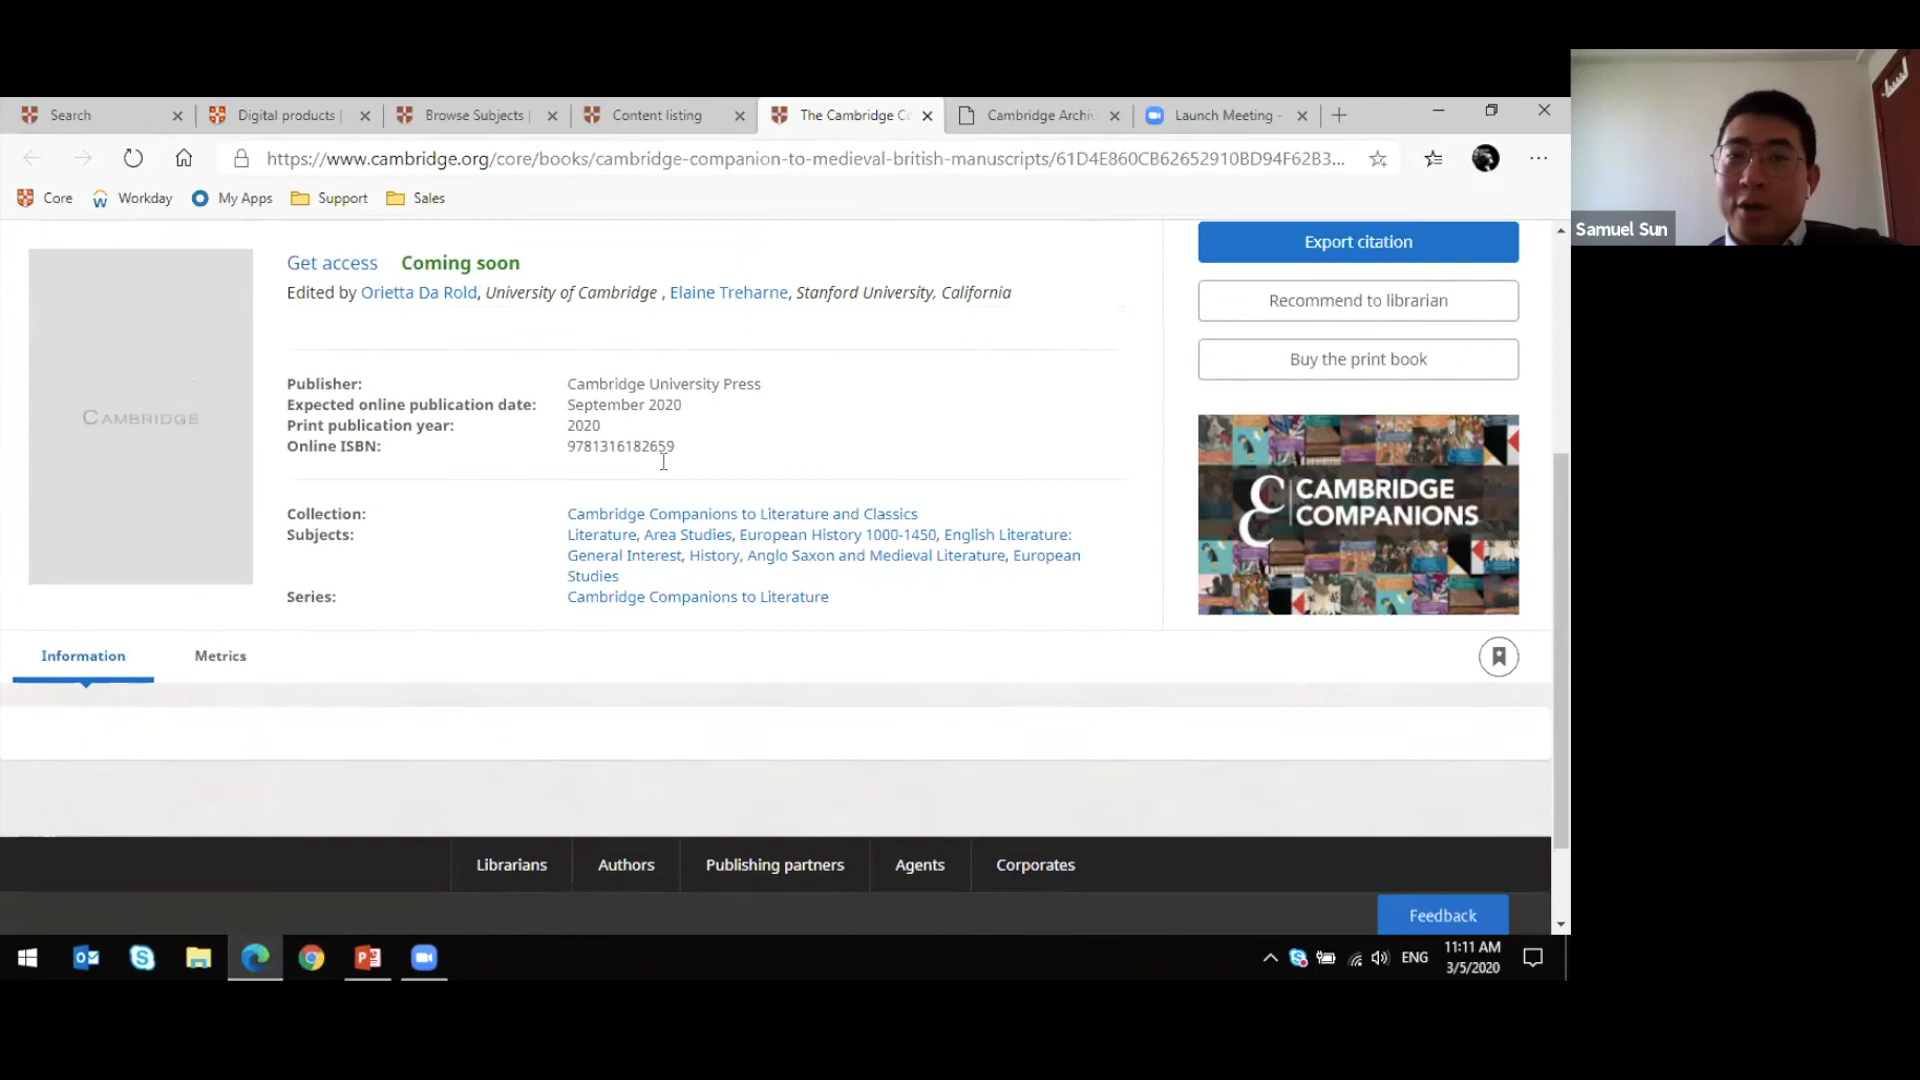 Search
Digital products |
Browse Subjects |
Content listing
The Cambridge Co
Cambridge Archi
Launch Meeting -
https://www.cambridge.org/core/books/cambridge-companion-to-medieval-british-manuscripts/61D4E860CB62652910BD94F62B3...
Core
Workday
My Apps
Support
Sales
Samuel Sun
Get access Coming soon
Edited by Orietta Da Rold, University of Cambridge , Elaine Treharne, Stanford University, California
Export citation
Recommend to librarian
Buy the print book
CAMBRIDGE
Publisher: Cambridge University Press
Expected online publication date: September 2020
Print publication year: 2020
Online ISBN: 9781316182659
Collection: Cambridge Companions to Literature and Classics
Subjects: Literature, Area Studies, European History 1000-1450, English Literature:
General Interest, History, Anglo Saxon and Medieval Literature, European
Studies
Series: Cambridge Companions to Literature
CAMBRIDGE
COMPANIONS
Information
Metrics
Librarians
Authors
Publishing partners
Agents
Corporates
Feedback
ENG
11:11 AM
3/5/2020